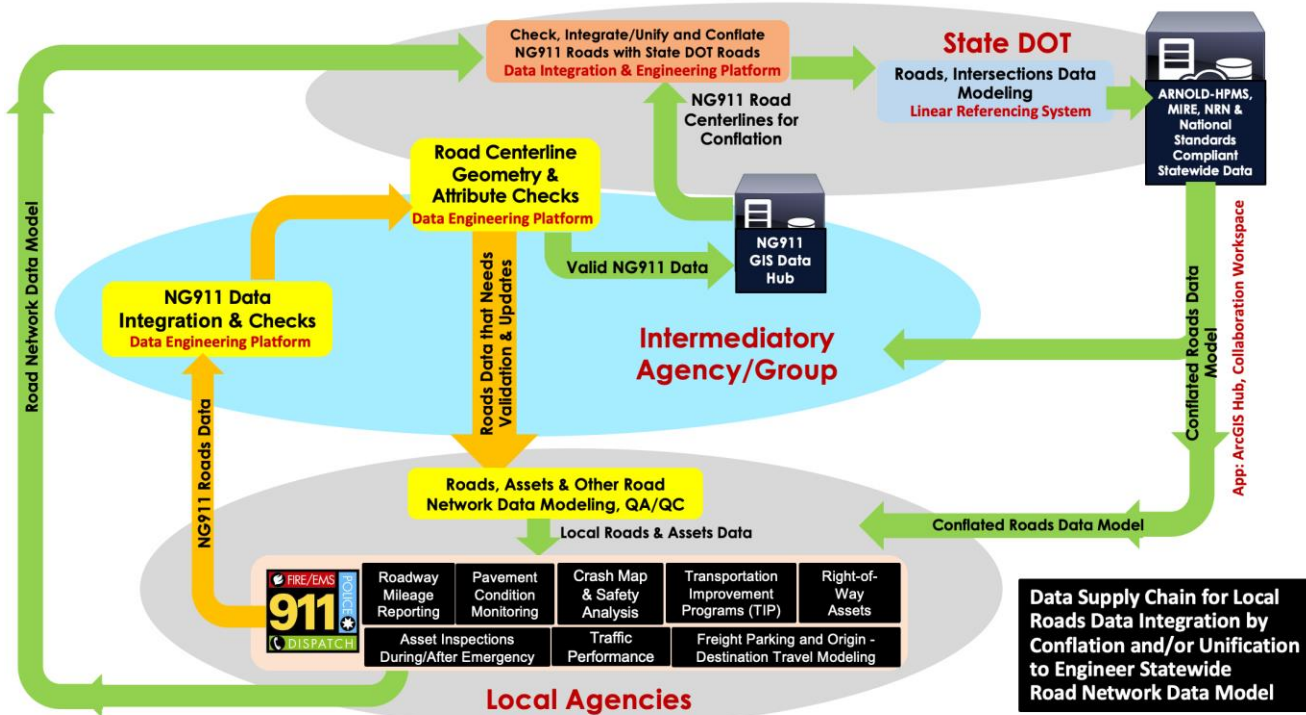 Check, Integrate/Unify and Conflate
NG911 Roads with State DOT Roads
Data Integration & Engineering Platform
State DOT
Roads, Intersections Data
Modeling
Linear Referencing System
ARNOLD-HPMS,
MIRE, NRN &
National
Standards
Compliant
Statewide Data
NG911 Road
Centerlines for
Conflation
Road Centerline
Geometry &
Attribute Checks
Data Engineering Platform
Valid NG911 Data
NG911
GIS Data
Hub
NG911 Data
Integration & Checks
Data Engineering Platform
Intermediatory
Agency/Group
Road Network Data Model
NG911 Roads Data
Roads Data that Needs
Validation & Updates
Conflated Roads Data
Model
App: ArcGIS Hub, Collaboration Workspace
Roads, Assets & Other Road
Network Data Modeling, QA/QC
Local Roads & Assets Data
Conflated Roads Data Model
FIRE/EMS
POLICE
911
DISPATCH
Roadway
Mileage
Reporting
Pavement
Condition
Monitoring
Crash Map
& Safety
Analysis
Transportation
Improvement
Programs (TIP)
Right-of-
Way
Assets
Asset Inspections
During/After Emergency
Traffic
Performance
Freight Parking and Origin -
Destination Travel Modeling
Local Agencies
Data Supply Chain for Local
Roads Data Integration by
Conflation and/or Unification
to Engineer Statewide
Road Network Data Model